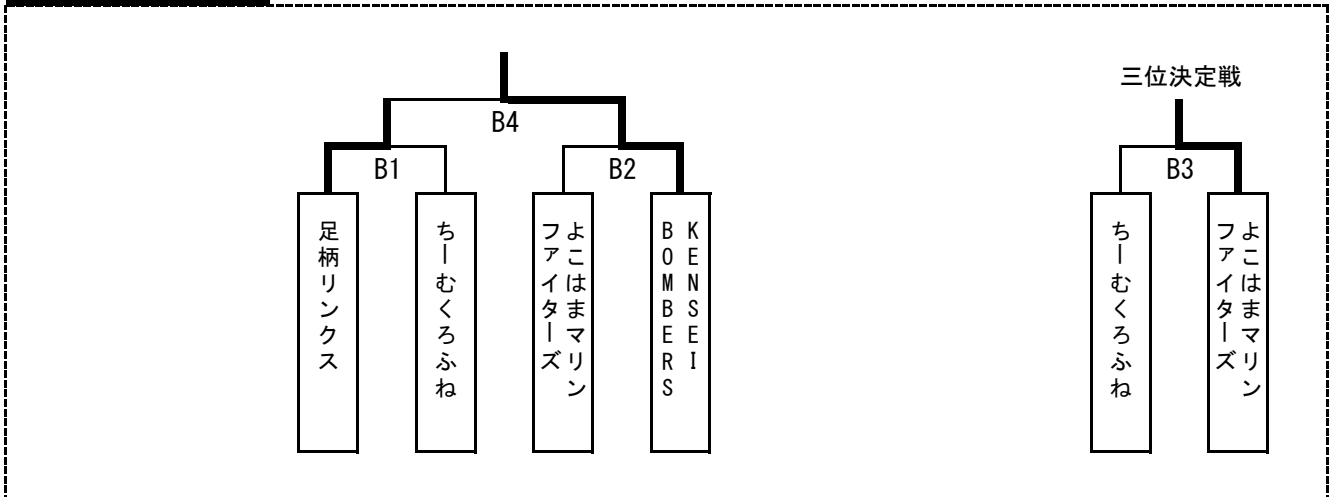 三位決定戦
B4
B1
B2
B3
足柄リンクス
ちーむくろふね
よこはまマリン
ファイターズ
KENSEI
BOMBERS
ちーむくろふね
よこはまマリン
ファイターズ